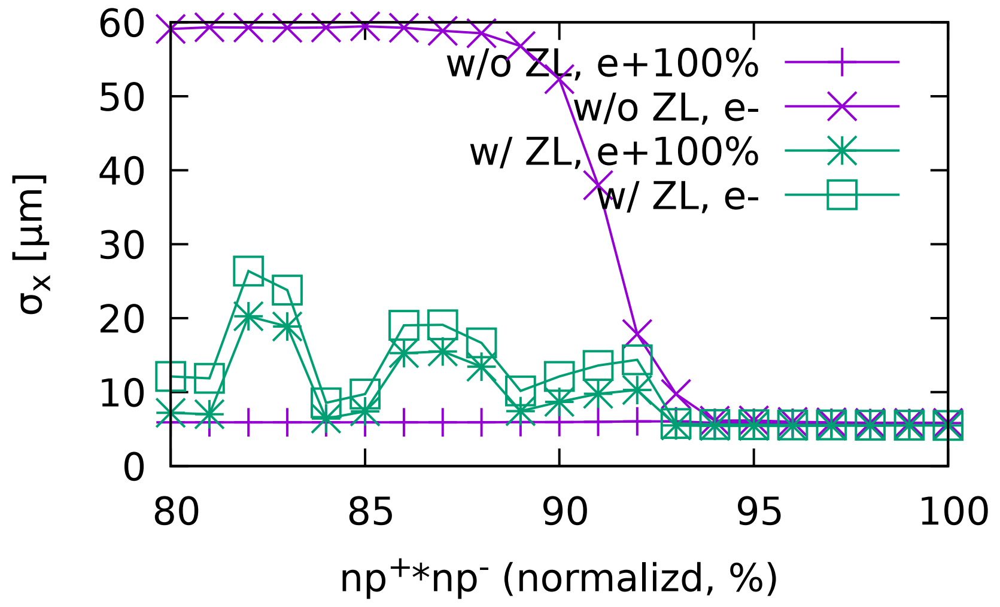 60
50
40
30
20
10
0
σx [μm]
w/o ZL, e+100%
w/o ZL, e-
w/ ZL, e+100%
w/ ZL, e-
80 85 90 95 100
np+*np- (normalizd, %)